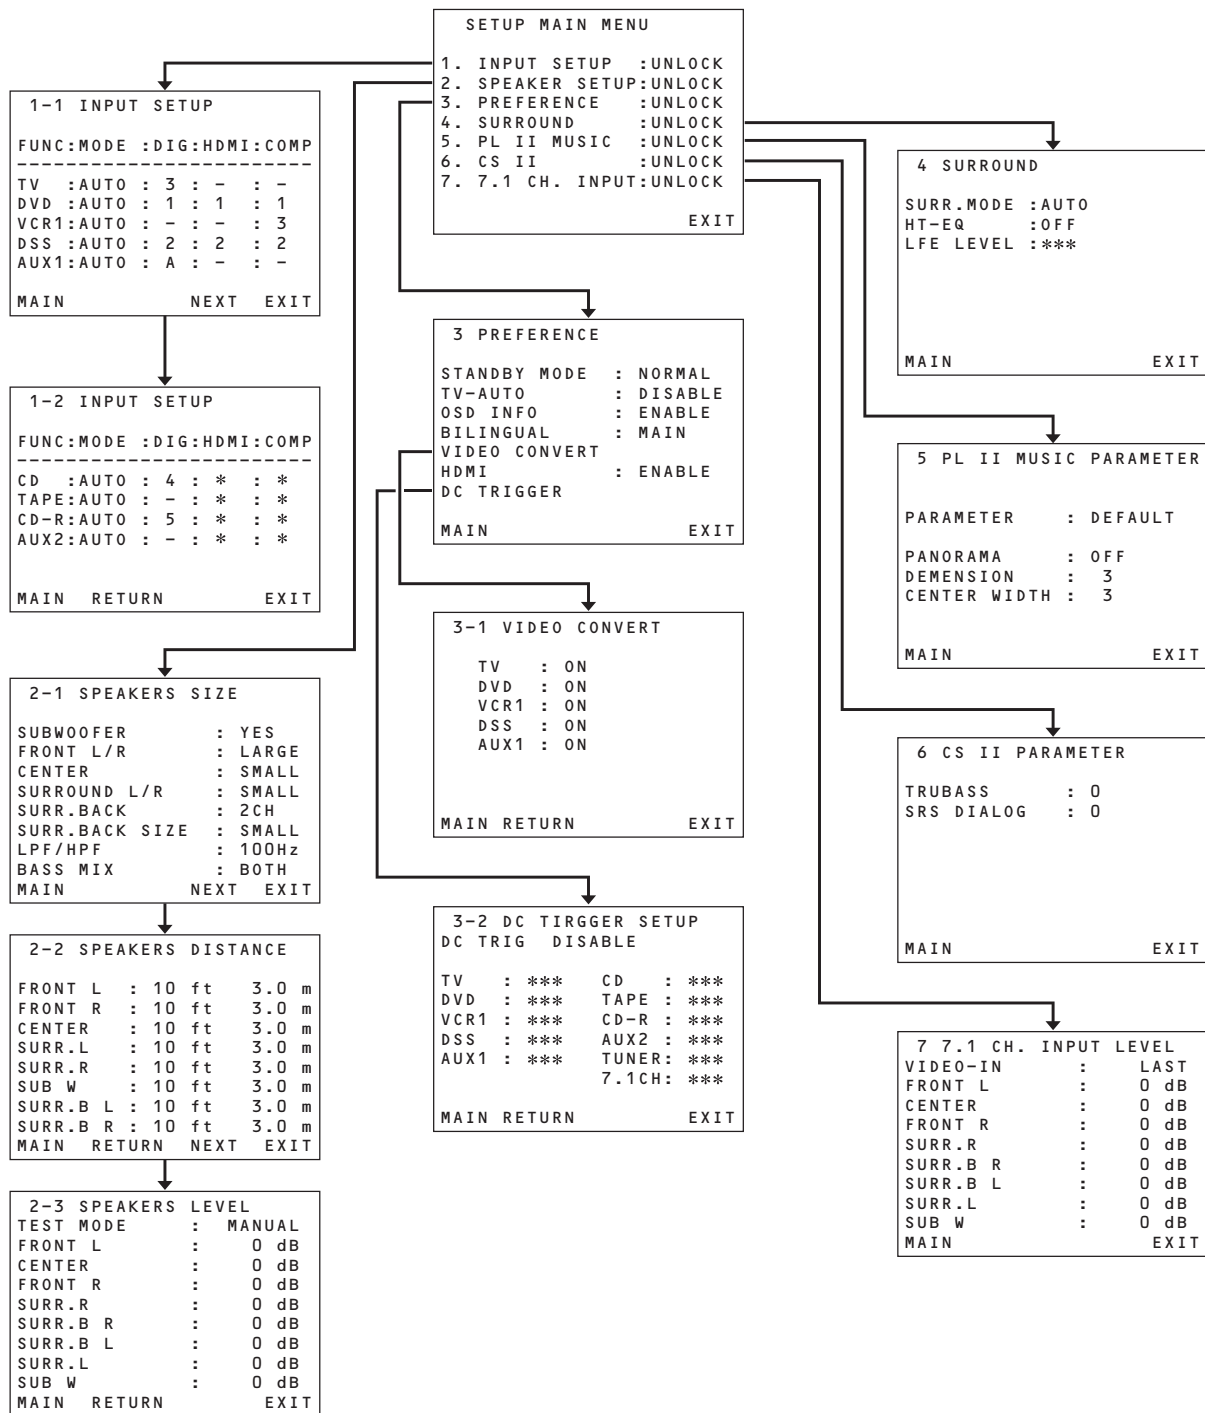 SETUP MAIN MENU
1. INPUT SETUP :UNLOCK
2. SPEAKER SETUP:UNLOCK
3. PREFERENCE :UNLOCK
4. SURROUND :UNLOCK
5. PL II MUSIC :UNLOCK
6. CS II :UNLOCK
7. 7.1 CH. INPUT:UNLOCK
EXIT
1-1 INPUT SETUP
FUNC:MODE :DIG:HDMI:COMP
------------------------
TV :AUTO : 3 : - : -
DVD :AUTO : 1 : 1 : 1
VCR1:AUTO : - : - : 3
DSS :AUTO : 2 : 2 : 2
AUX1:AUTO : A : - : -
MAIN NEXT EXIT
1-2 INPUT SETUP
FUNC:MODE :DIG:HDMI:COMP
------------------------
CD :AUTO : 4 : * : *
TAPE:AUTO : - : * : *
CD-R:AUTO : 5 : * : *
AUX2:AUTO : - : * : *
MAIN RETURN EXIT
2-1 SPEAKERS SIZE
SUBWOOFER : YES
FRONT L/R : LARGE
CENTER : SMALL
SURROUND L/R : SMALL
SURR.BACK : 2CH
SURR.BACK SIZE : SMALL
LPF/HPF : 100Hz
BASS MIX : BOTH
MAIN NEXT EXIT
2-2 SPEAKERS DISTANCE
FRONT L : 10 ft 3.0 m
FRONT R : 10 ft 3.0 m
CENTER : 10 ft 3.0 m
SURR.L : 10 ft 3.0 m
SURR.R : 10 ft 3.0 m
SUB W : 10 ft 3.0 m
SURR.B L : 10 ft 3.0 m
SURR.B R : 10 ft 3.0 m
MAIN RETURN NEXT EXIT
2-3 SPEAKERS LEVEL
TEST MODE : MANUAL
FRONT L : 0 dB
CENTER : 0 dB
FRONT R : 0 dB
SURR.R : 0 dB
SURR.B R : 0 dB
SURR.B L : 0 dB
SURR.L : 0 dB
SUB W : 0 dB
MAIN RETURN EXIT
3 PREFERENCE
STANDBY MODE : NORMAL
TV-AUTO : DISABLE
OSD INFO : ENABLE
BILINGUAL : MAIN
VIDEO CONVERT
HDMI : ENABLE
DC TRIGGER
MAIN EXIT
3-1 VIDEO CONVERT
TV : ON
DVD : ON
VCR1 : ON
DSS : ON
AUX1 : ON
MAIN RETURN EXIT
3-2 DC TIRGGER SETUP
DC TRIG DISABLE
TV : *** CD : ***
DVD : *** TAPE : ***
VCR1 : *** CD-R : ***
DSS : *** AUX2 : ***
AUX1 : *** TUNER: ***
7.1CH: ***
MAIN RETURN EXIT
4 SURROUND
SURR.MODE :AUTO
HT-EQ :OFF
LFE LEVEL :***
MAIN EXIT
5 PL II MUSIC PARAMETER
PARAMETER : DEFAULT
PANORAMA : OFF
DEMENSION : 3
CENTER WIDTH : 3
MAIN EXIT
6 CS II PARAMETER
TRUBASS : 0
SRS DIALOG : 0
MAIN EXIT
7 7.1 CH. INPUT LEVEL
VIDEO-IN : LAST
FRONT L : 0 dB
CENTER : 0 dB
FRONT R : 0 dB
SURR.R : 0 dB
SURR.B R : 0 dB
SURR.B L : 0 dB
SURR.L : 0 dB
SUB W : 0 dB
MAIN EXIT